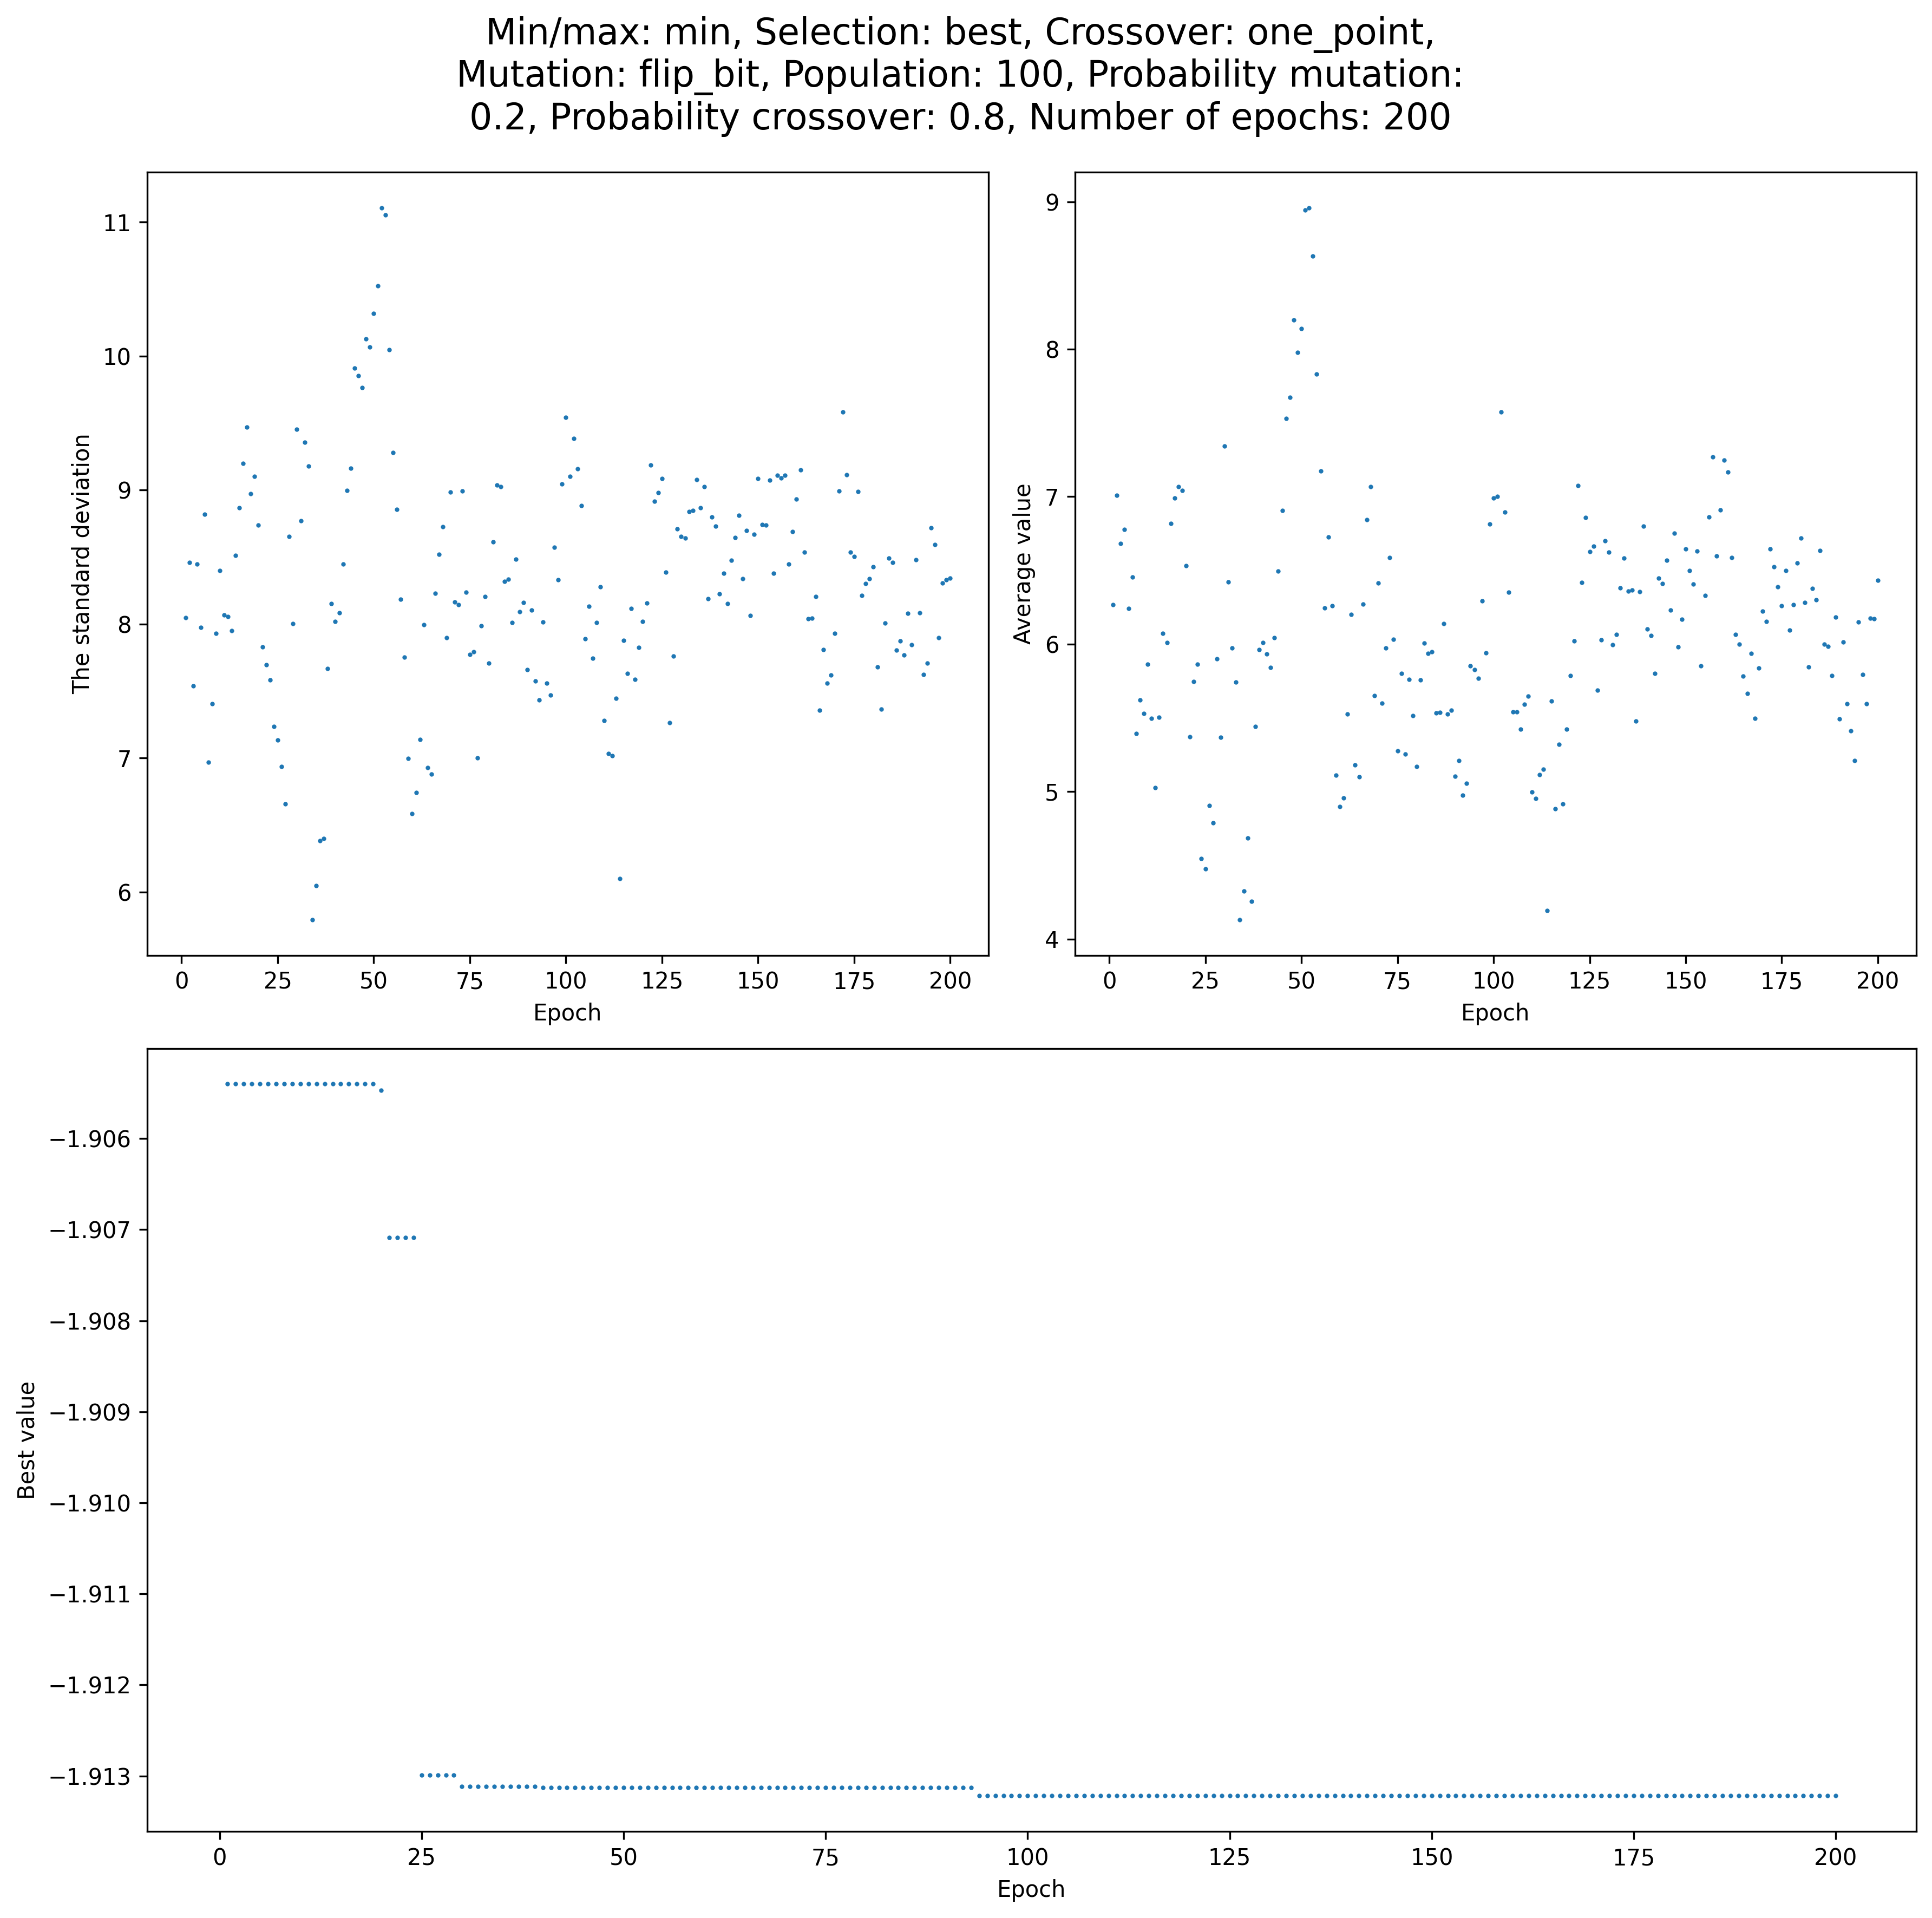 Min/max: min, Selection: best, Crossover: one_point,
Mutation: flip_bit, Population: 100, Probability mutation:
0.2, Probability crossover: 0.8, Number of epochs: 200
The standard deviation
11
10
9
8
7
6
0 25 50 75 100 125 150 175 200
Epoch
Average value
9
8
7
6
5
4
0 25 50 75 100 125 150 175 200
Epoch
Best value
−1.906
−1.907
−1.908
−1.909
−1.910
−1.911
−1.912
−1.913
0 25 50 75 100 125 150 175 200
Epoch